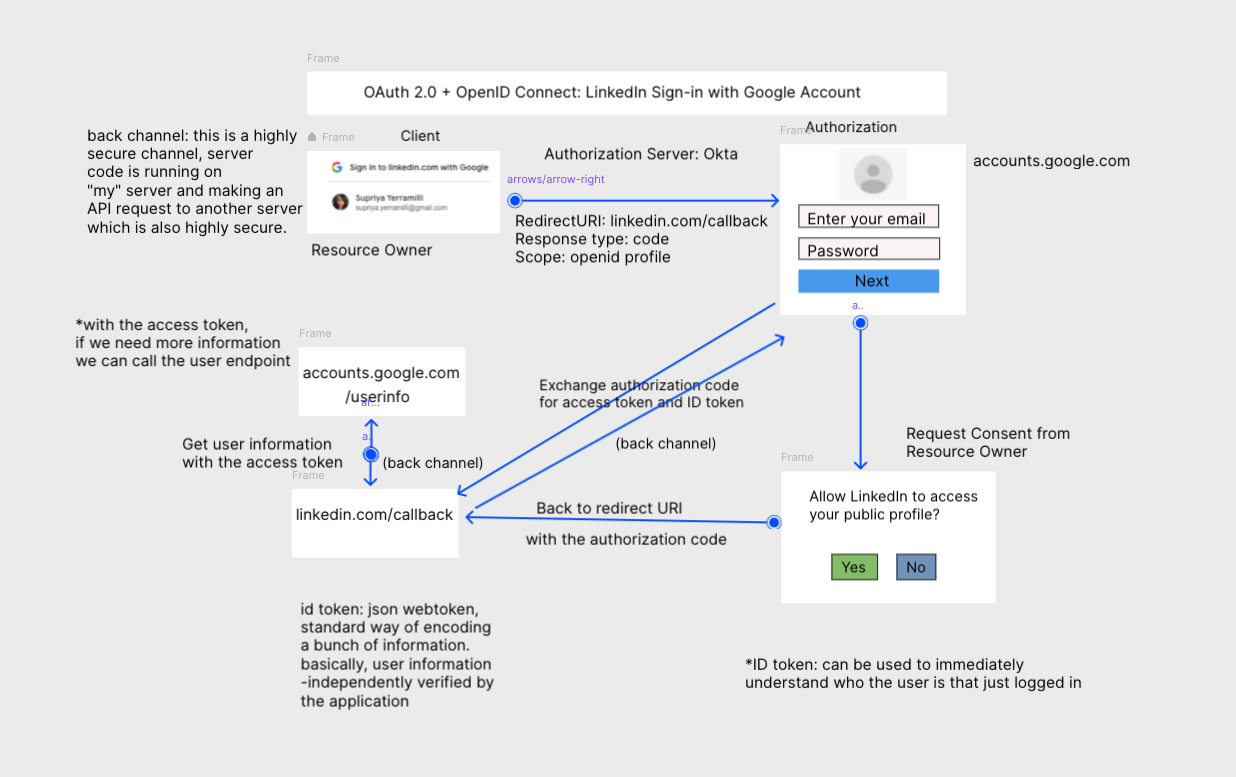 Frame
OAuth 2.0 + OpenID Connect: LinkedIn Sign-in with Google Account
back channel: this is a highly
secure channel, server
code is running on
"my" server and making an
API request to another server
which is also highly secure.
Frame
Client
Sign in to linkedin.com with Google
Supriya Yerramilli
supriya.yerramilli@gmail.com
Resource Owner
Authorization Server: Okta
arrows/arrow-right
RedirectURI: linkedin.com/callback
Response type: code
Scope: openid profile
Frame
Authorization
accounts.google.com
Enter your email
Password
Next
a..
*with the access token,
if we need more information
we can call the user endpoint
Frame
accounts.google.com
/userinfo
ar...
a..
Get user information
with the access token
(back channel)
Exchange authorization code
for access token and ID token
(back channel)
Request Consent from
Resource Owner
Frame
linkedin.com/callback
Back to redirect URI
with the authorization code
Frame
Allow LinkedIn to access
your public profile?
Yes
No
id token: json webtoken,
standard way of encoding
a bunch of information.
basically, user information
-independently verified by
the application
*ID token: can be used to immediately
understand who the user is that just logged in